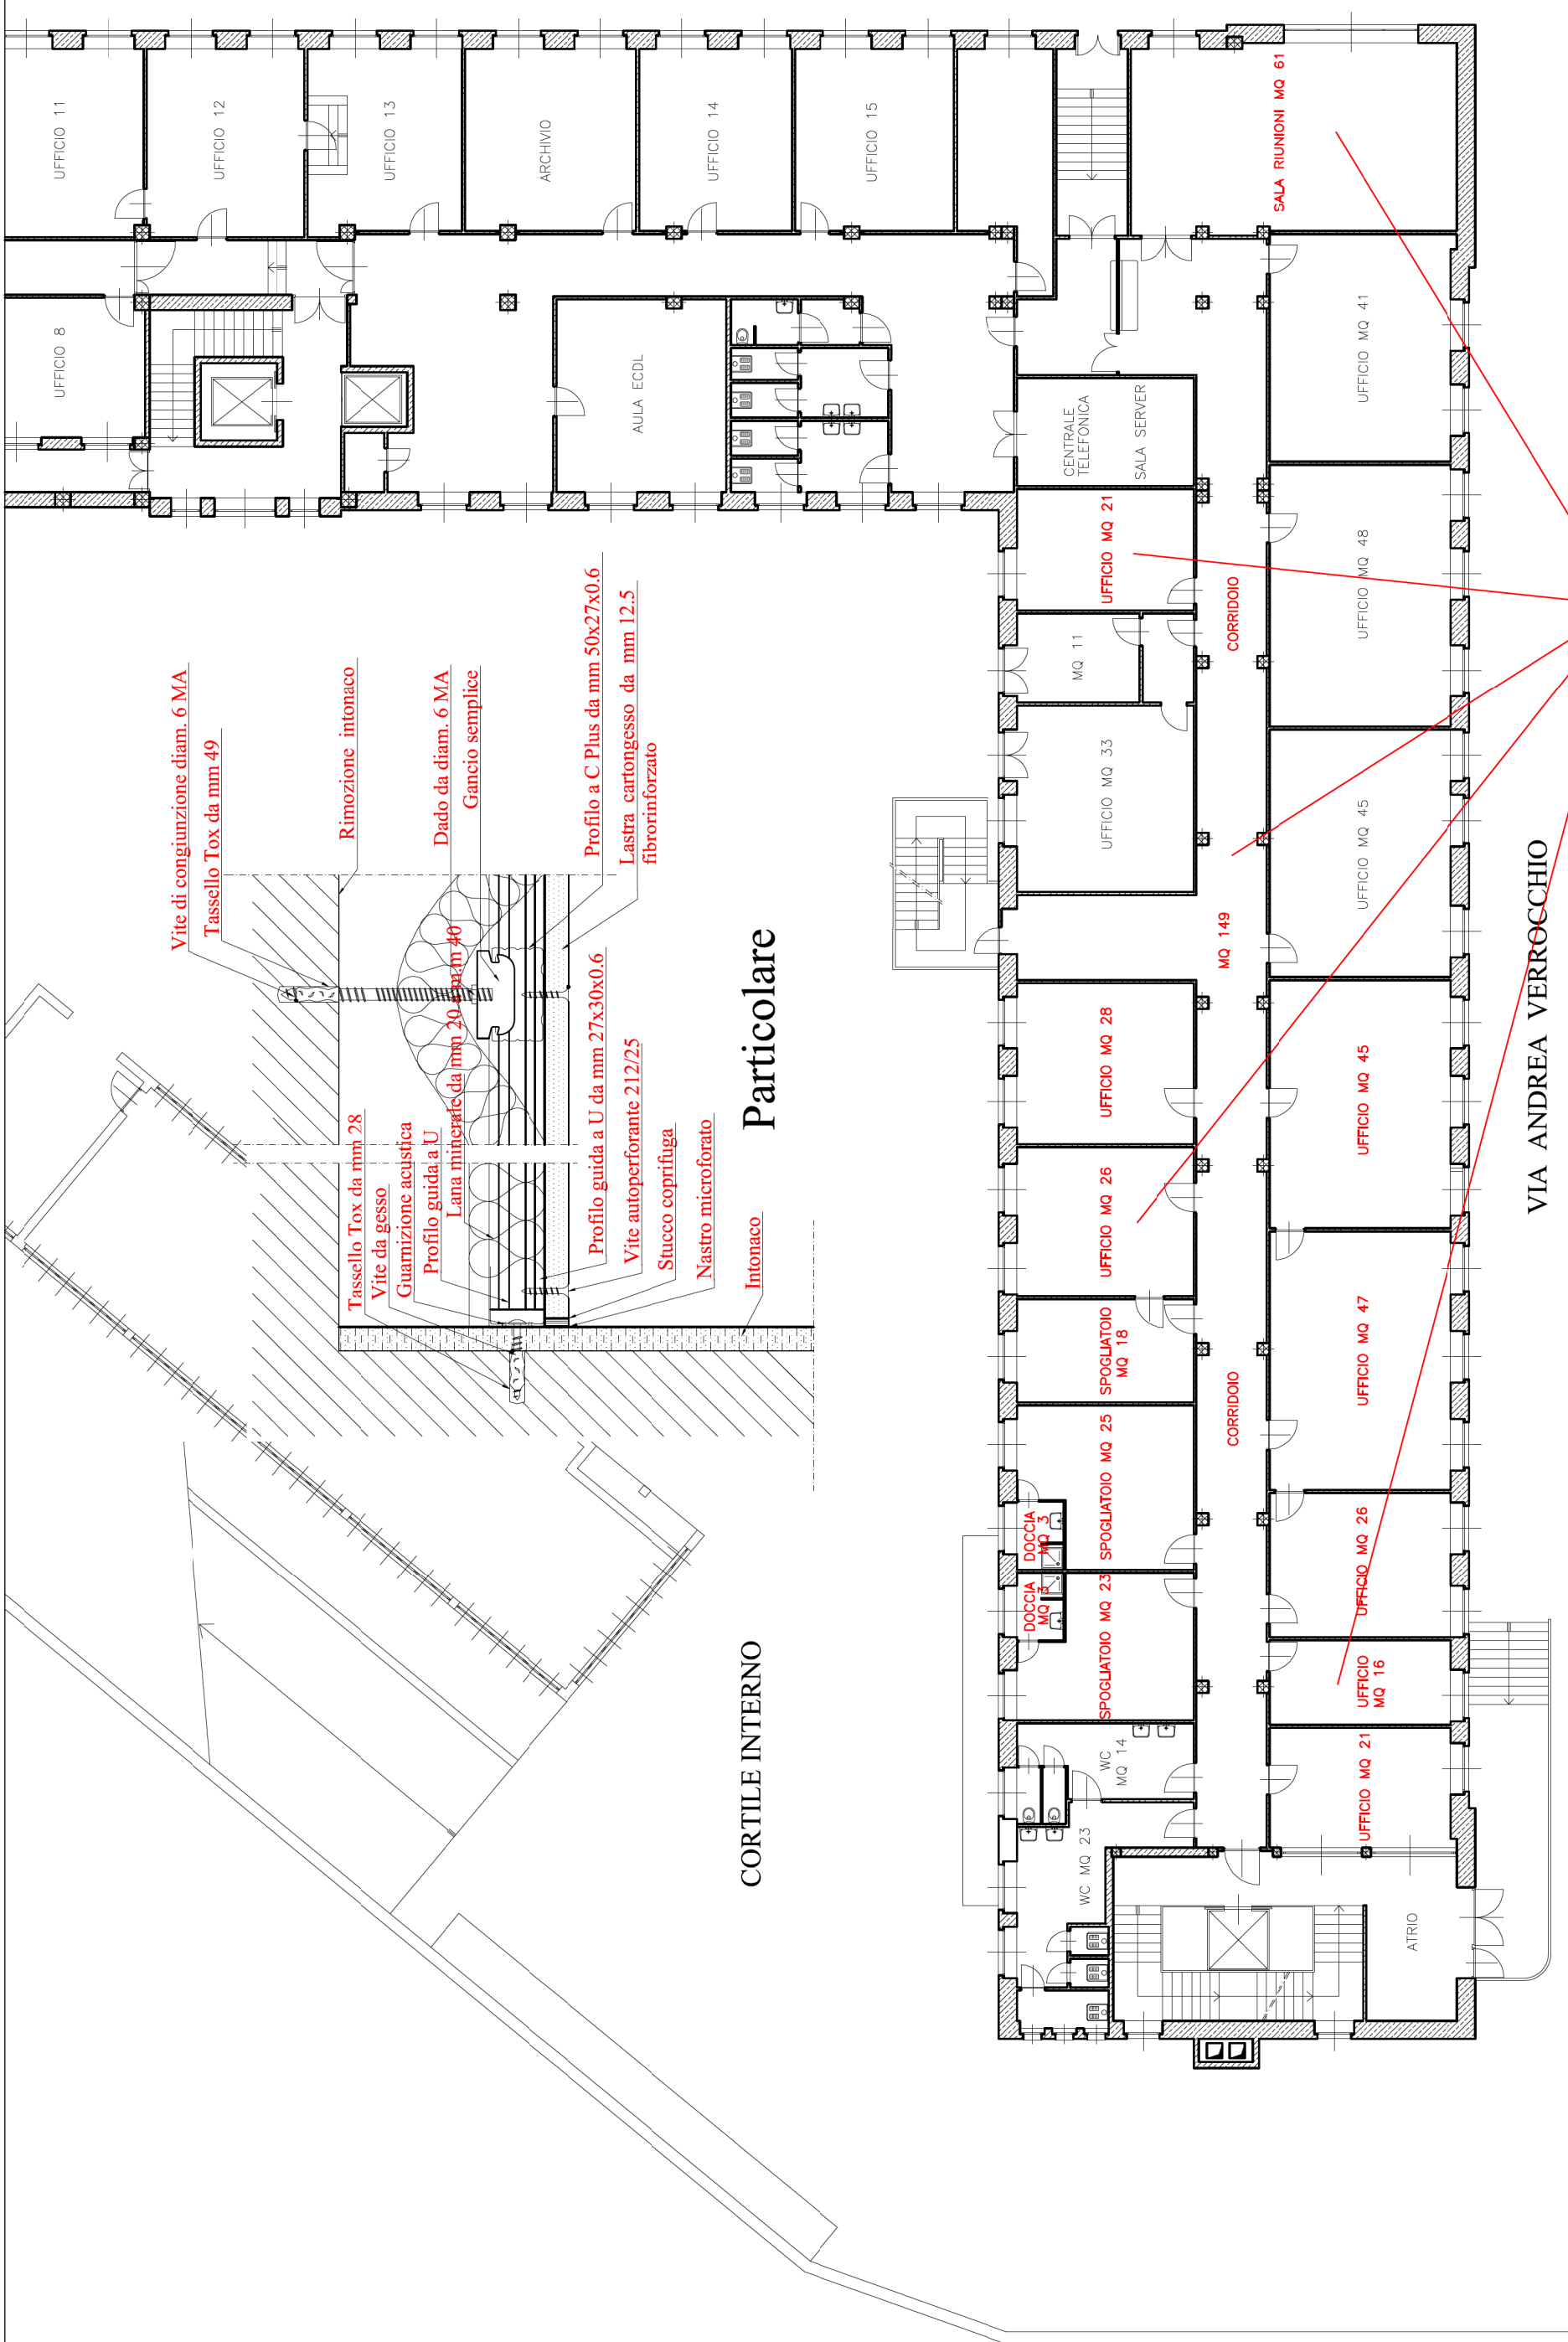 UFFICIO 11
UFFICIO 12
UFFICIO 13
ARCHIVIO
UFFICIO 14
UFFICIO 15
UFFICIO 8
AULA ECDL
CENTRALE
TELEFONICA
SALA SERVER
SALA RIUNIONI MQ 61
UFFICIO MQ 41
UFFICIO MQ 48
UFFICIO MQ 45
UFFICIO MQ 45
UFFICIO MQ 47
UFFICIO MQ 26
UFFICIO
MQ 16
UFFICIO MQ 21
ATRIO
CORRIDOIO
MQ 149
CORRIDOIO
UFFICIO MQ 21
MQ 11
UFFICIO MQ 33
UFFICIO MQ 28
UFFICIO MQ 26
SPOGLIATOIO
MQ 18
SPOGLIATOIO MQ 25
DOCCIA
MQ 3
DOCCIA
MQ 3
SPOGLIATOIO MQ 23
WC
MQ 14
WC MQ 23
Vite di congiunzione diam. 6 MA
Tassello Tox da mm 49
Rimozione intonaco
Dado da diam. 6 MA
Gancio semplice
Profilo a C Plus da mm 50x27x0.6
Lastra cartongesso da mm 12.5
fibrorinforzato
Tassello Tox da mm 28
Vite da gesso
Guarnizione acustica
Profilo guida a U
Lana minerale da mm 20 a mm 40
Profilo guida a U da mm 27x30x0.6
Vite autoperforante 212/25
Stucco coprifuga
Nastro microforato
Intonaco
Particolare
CORTILE INTERNO
VIA ANDREA VERROCCHIO